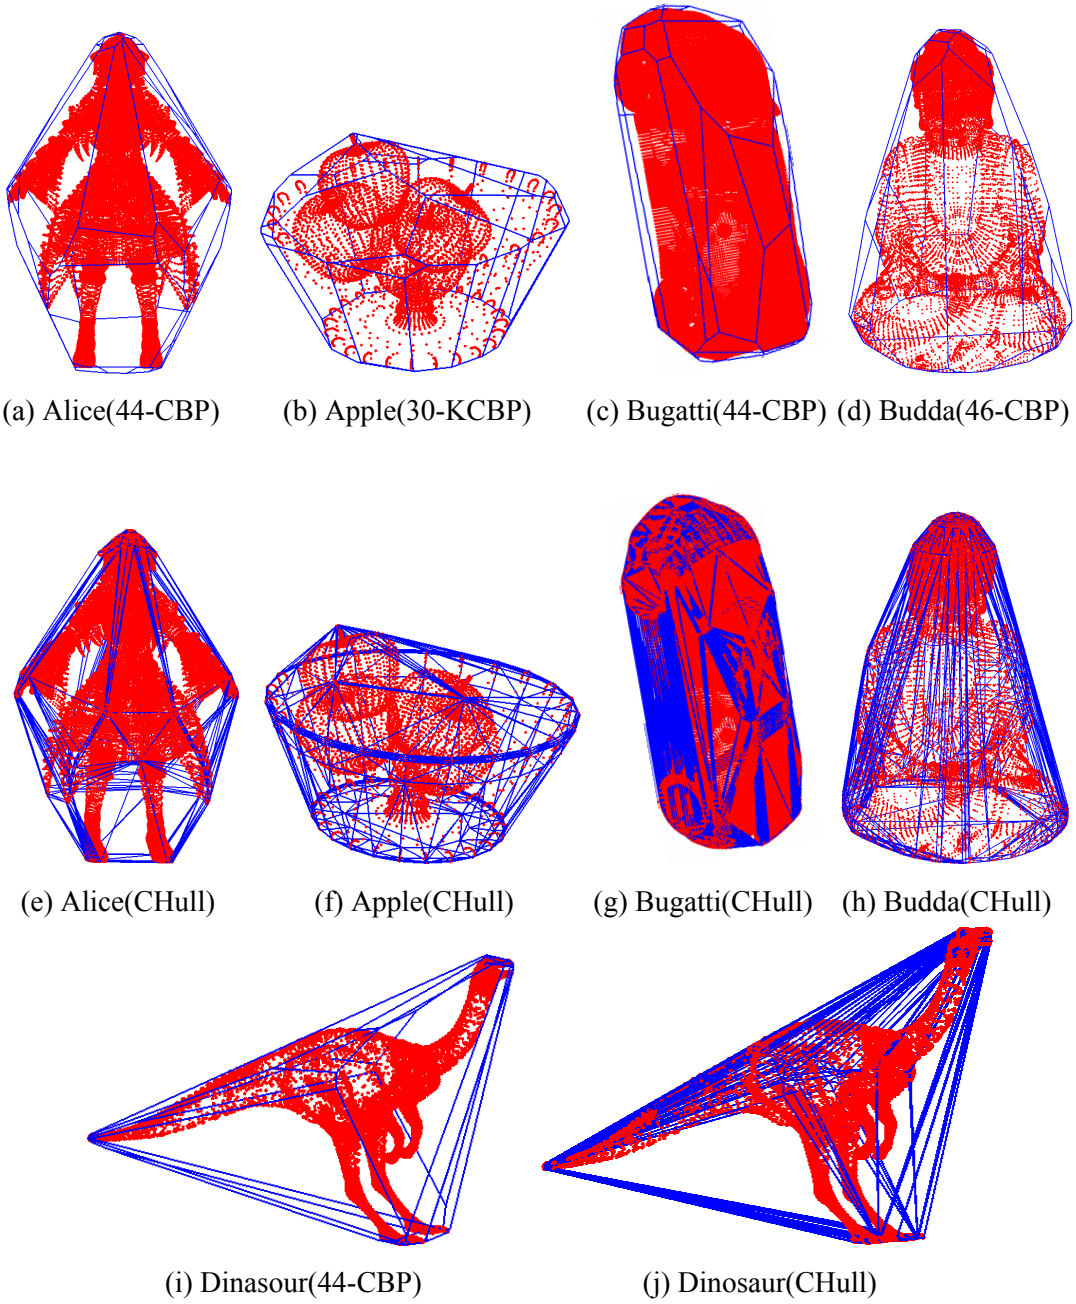 (a) Alice(44-CBP) (b) Apple(30-KCBP) (c) Bugatti(44-CBP) (d) Budda(46-CBP)
(e) Alice(CHull) (f) Apple(CHull) (g) Bugatti(CHull) (h) Budda(CHull)
(i) Dinasour(44-CBP) (j) Dinosaur(CHull)